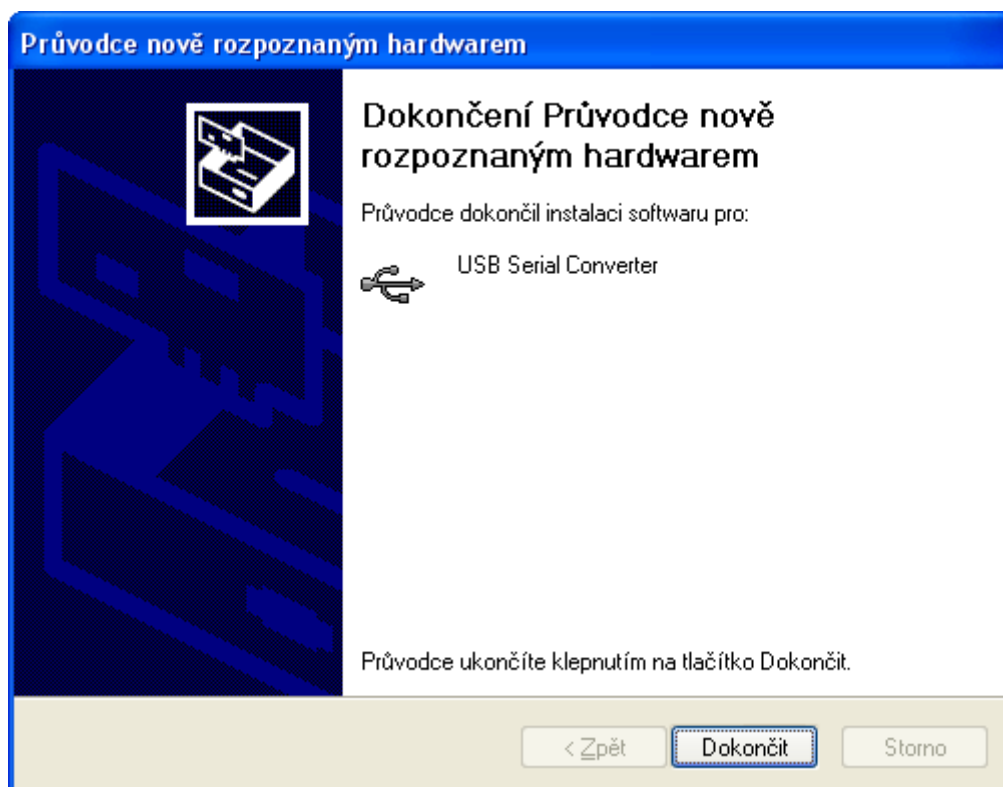 Průvodce nově rozpoznaným hardwarem
Dokončení Průvodce nově
rozpoznaným hardwarem
Průvodce dokončil instalaci softwaru pro:
USB Serial Converter
Průvodce ukončíte klepnutím na tlačítko Dokončit.
< Zpět
Dokončit
Storno